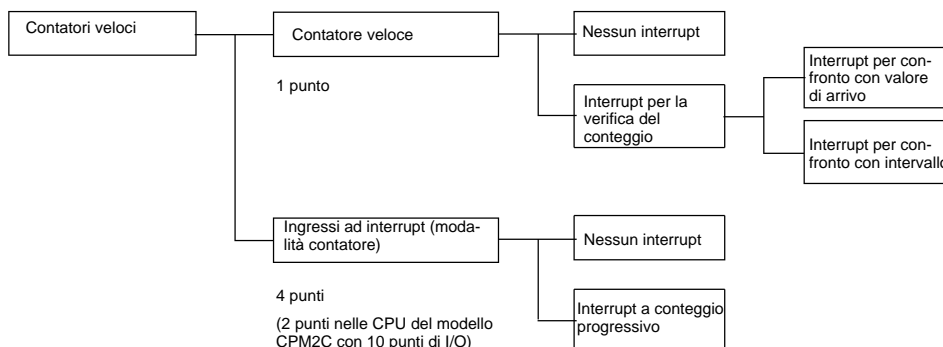 Contatori veloci
Contatore veloce
1 punto
Nessun interrupt
Interrupt per la
verifica del
conteggio
Interrupt per con-
fronto con valore
di arrivo
Interrupt per con-
fronto con intervallo
Ingressi ad interrupt (moda-
lità contatore)
4 punti
(2 punti nelle CPU del modello
CPM2C con 10 punti di I/O)
Nessun interrupt
Interrupt a conteggio
progressivo